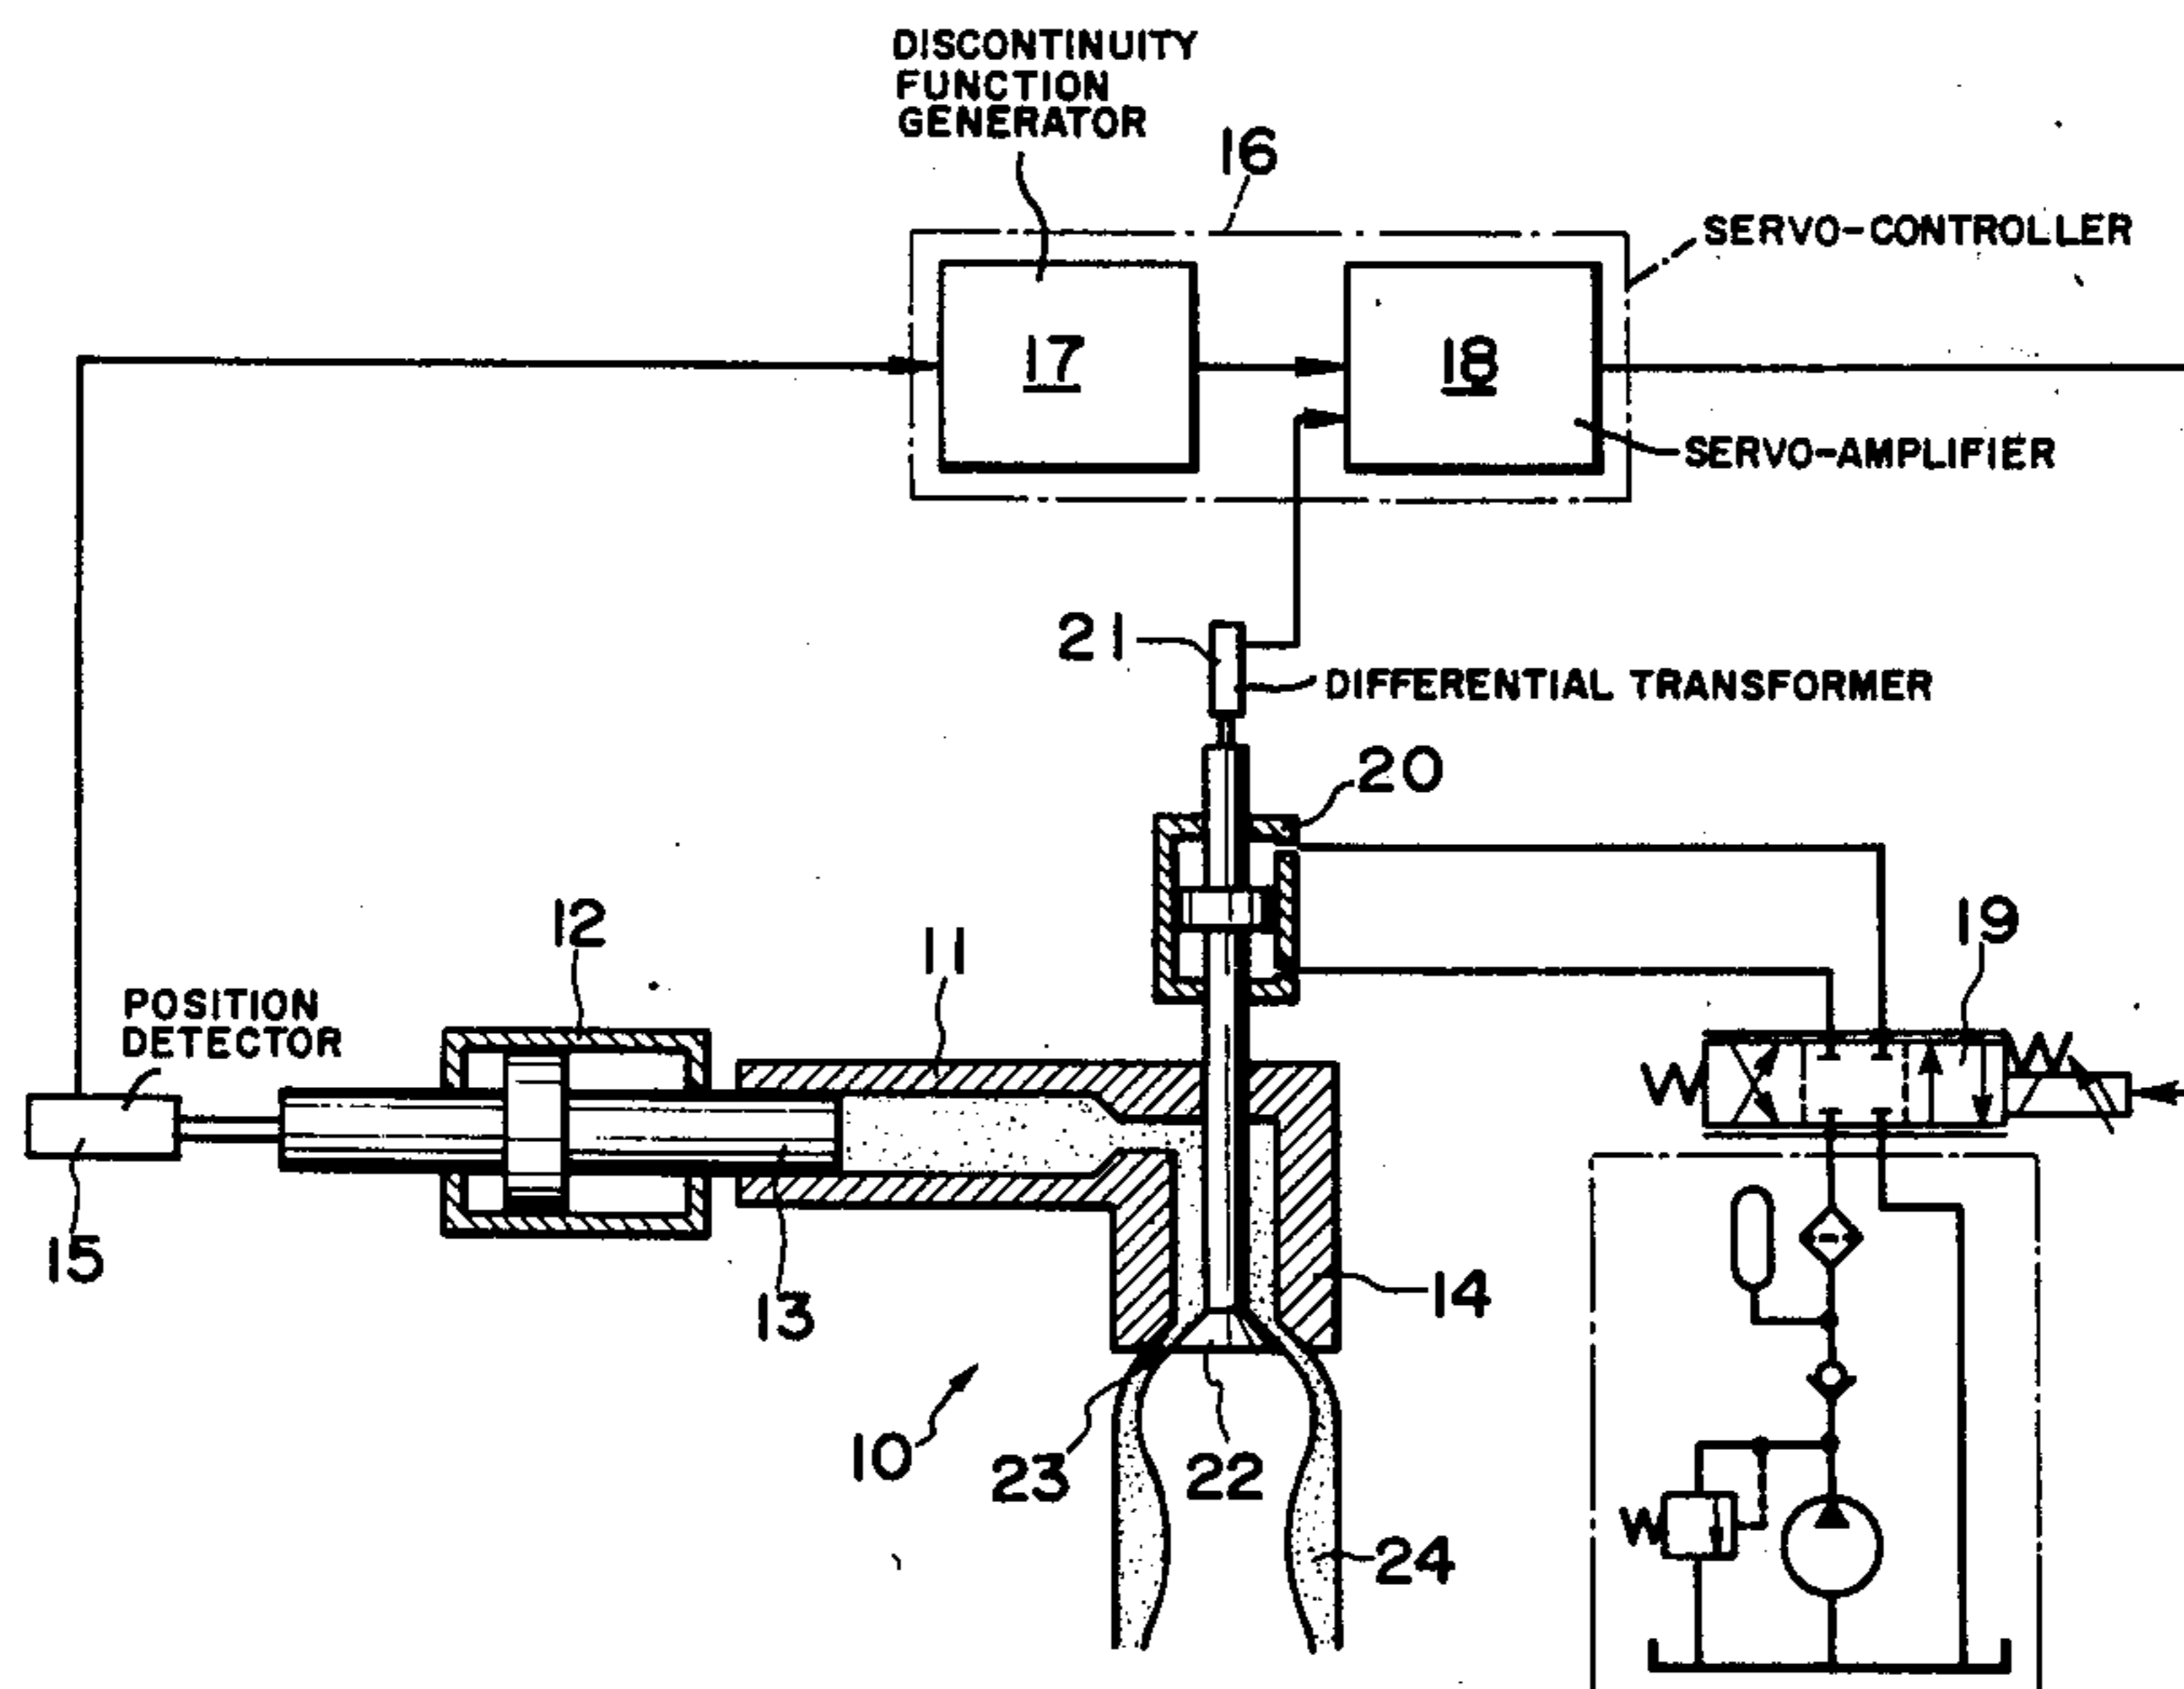 DISCONTINUITY
FUNCTION
GENERATOR
16
SERVO-CONTROLLER
17
18
SERVO-AMPLIFIER
21
DIFFERENTIAL TRANSFORMER
20
12
11
19
POSITION
DETECTOR
15
13
14
10
23
22
24